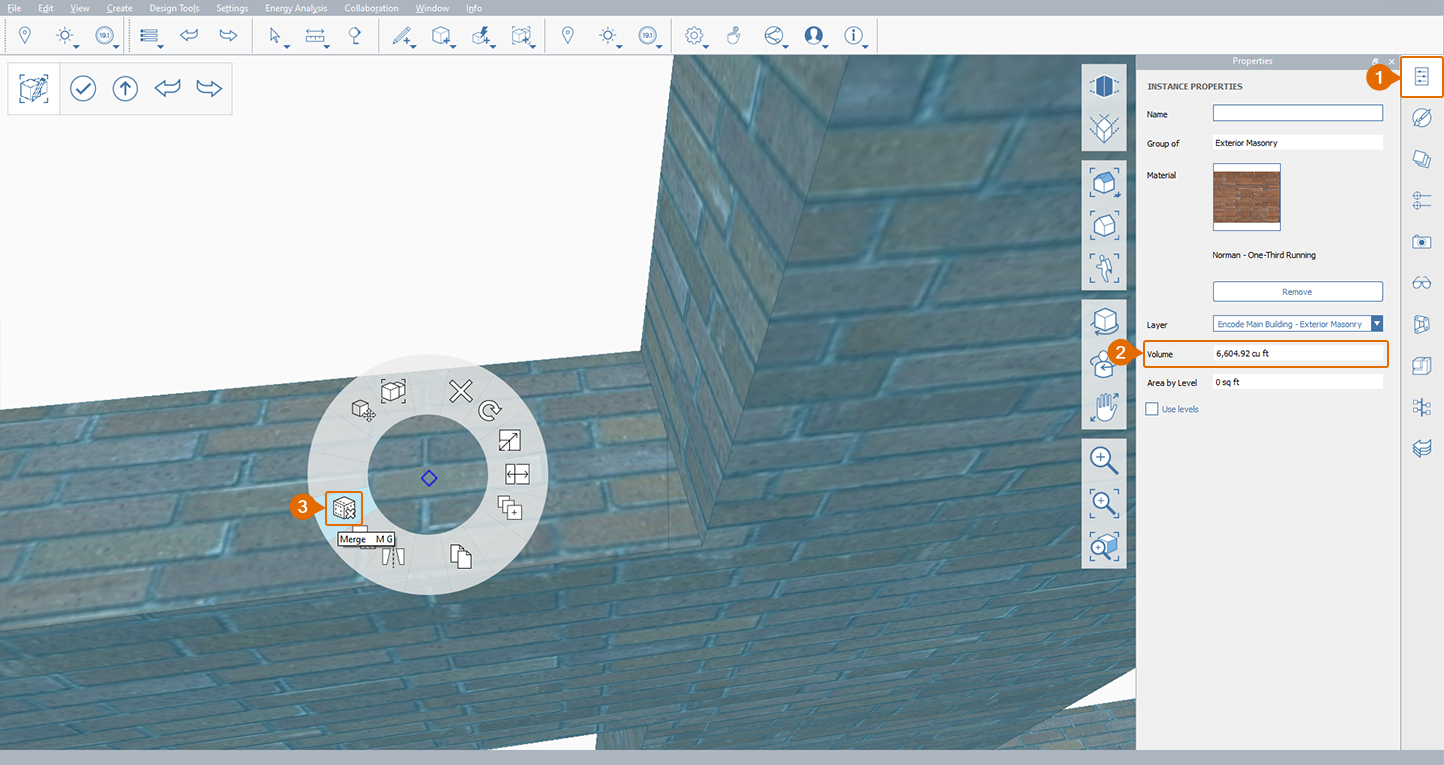 File Edit View Create Design Tools Settings Energy Analysis Collaboration Window Info
19.1 19.1
Properties
1
INSTANCE PROPERTIES
Name
Group of Exterior Masonry
Material
Norman - One-Third Running
Remove
Layer Encode Main Building - Exterior Masonry
2
Volume 6,604.92 cu ft
Area by Level 0 sq ft
Use levels
3
Merge M G